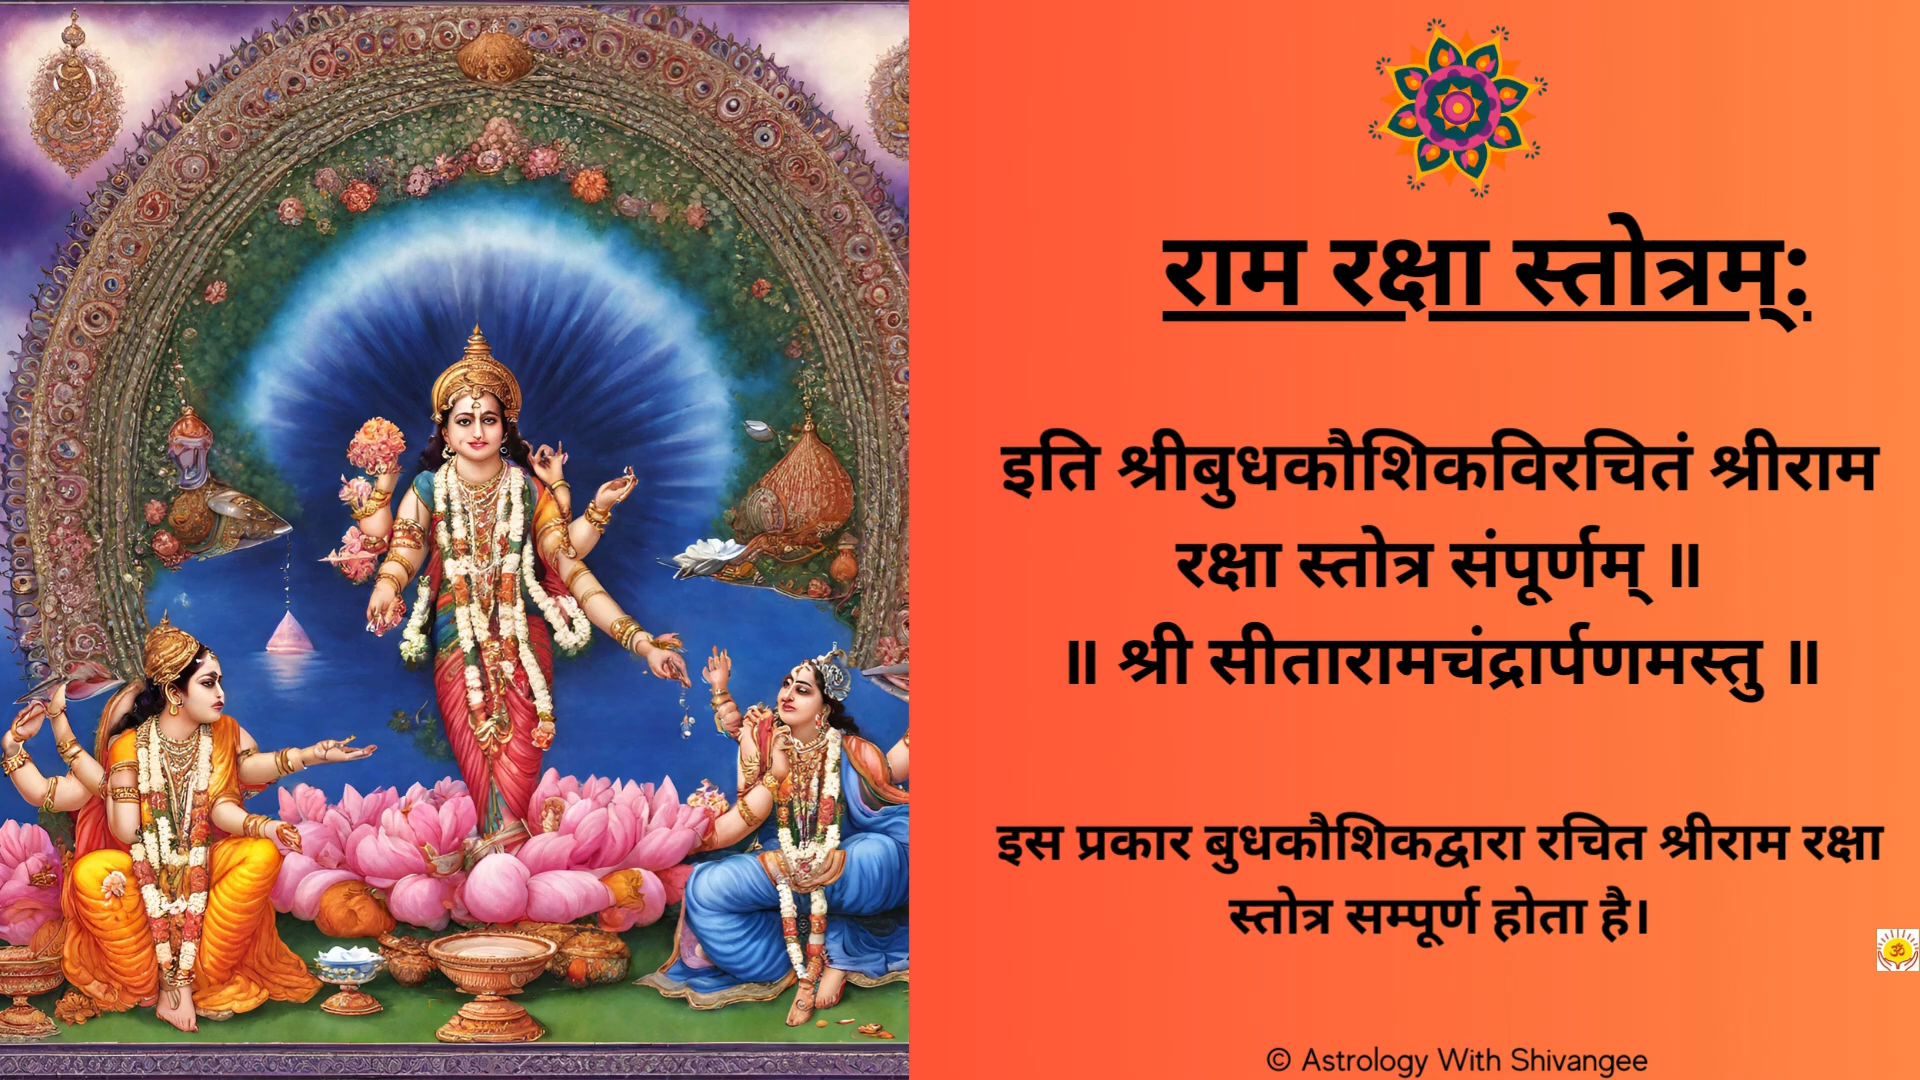 राम रक्षा स्तोत्रम्:
इति श्रीबुधकौशिकविरचितं श्रीराम
रक्षा स्तोत्र संपूर्णम् ॥
॥ श्री सीतारामचंद्रार्पणमस्तु ॥
इस प्रकार बुधकौशिकद्वारा रचित श्रीराम रक्षा
स्तोत्र सम्पूर्ण होता है।
ॐ
© Astrology With Shivangee